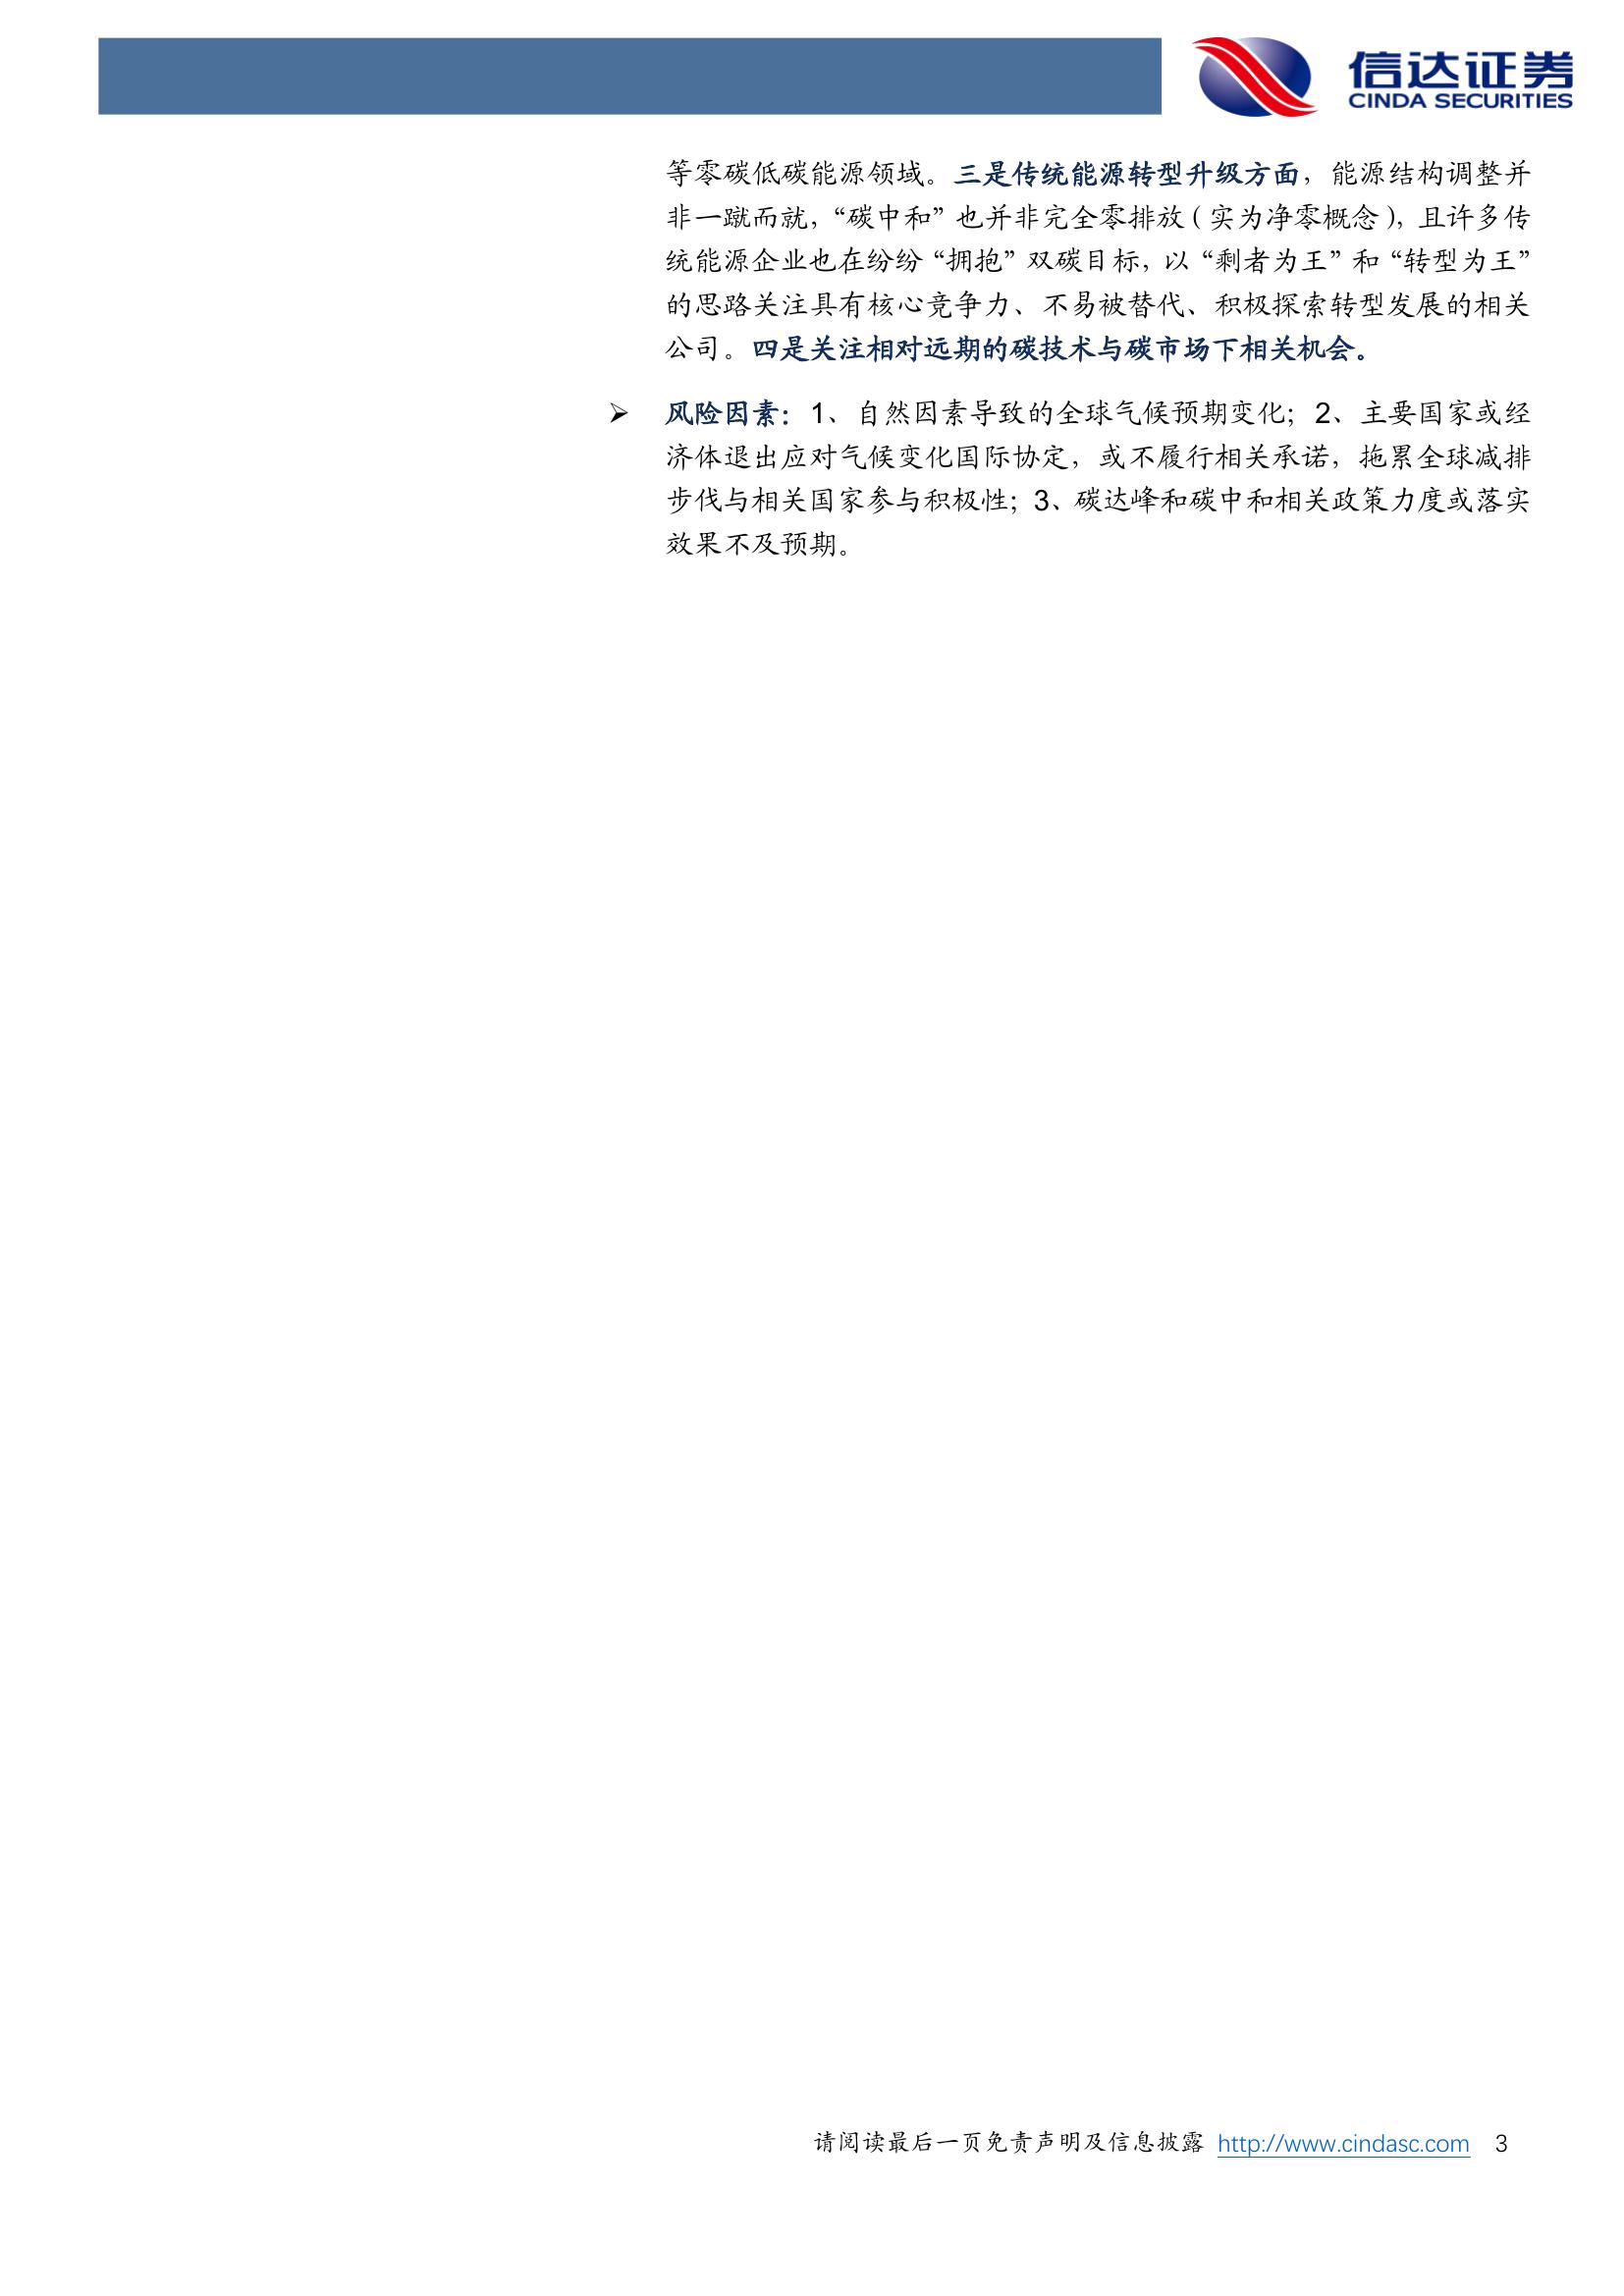 信达证券
CINDA SECURITIES
等零碳低碳能源领域。三是传统能源转型升级方面，能源结构调整并
非一蹴而就，“碳中和”也并非完全零排放（实为净零概念），且许多传
统能源企业也在纷纷“拥抱”双碳目标，以“剩者为王”和“转型为王”
的思路关注具有核心竞争力、不易被替代、积极探索转型发展的相关
公司。四是关注相对远期的碳技术与碳市场下相关机会。
➢ 风险因素：1、自然因素导致的全球气候预期变化；2、主要国家或经
济体退出应对气候变化国际协定，或不履行相关承诺，拖累全球减排
步伐与相关国家参与积极性；3、碳达峰和碳中和相关政策力度或落实
效果不及预期。
请阅读最后一页免责声明及信息披露 http://www.cindasc.com 3